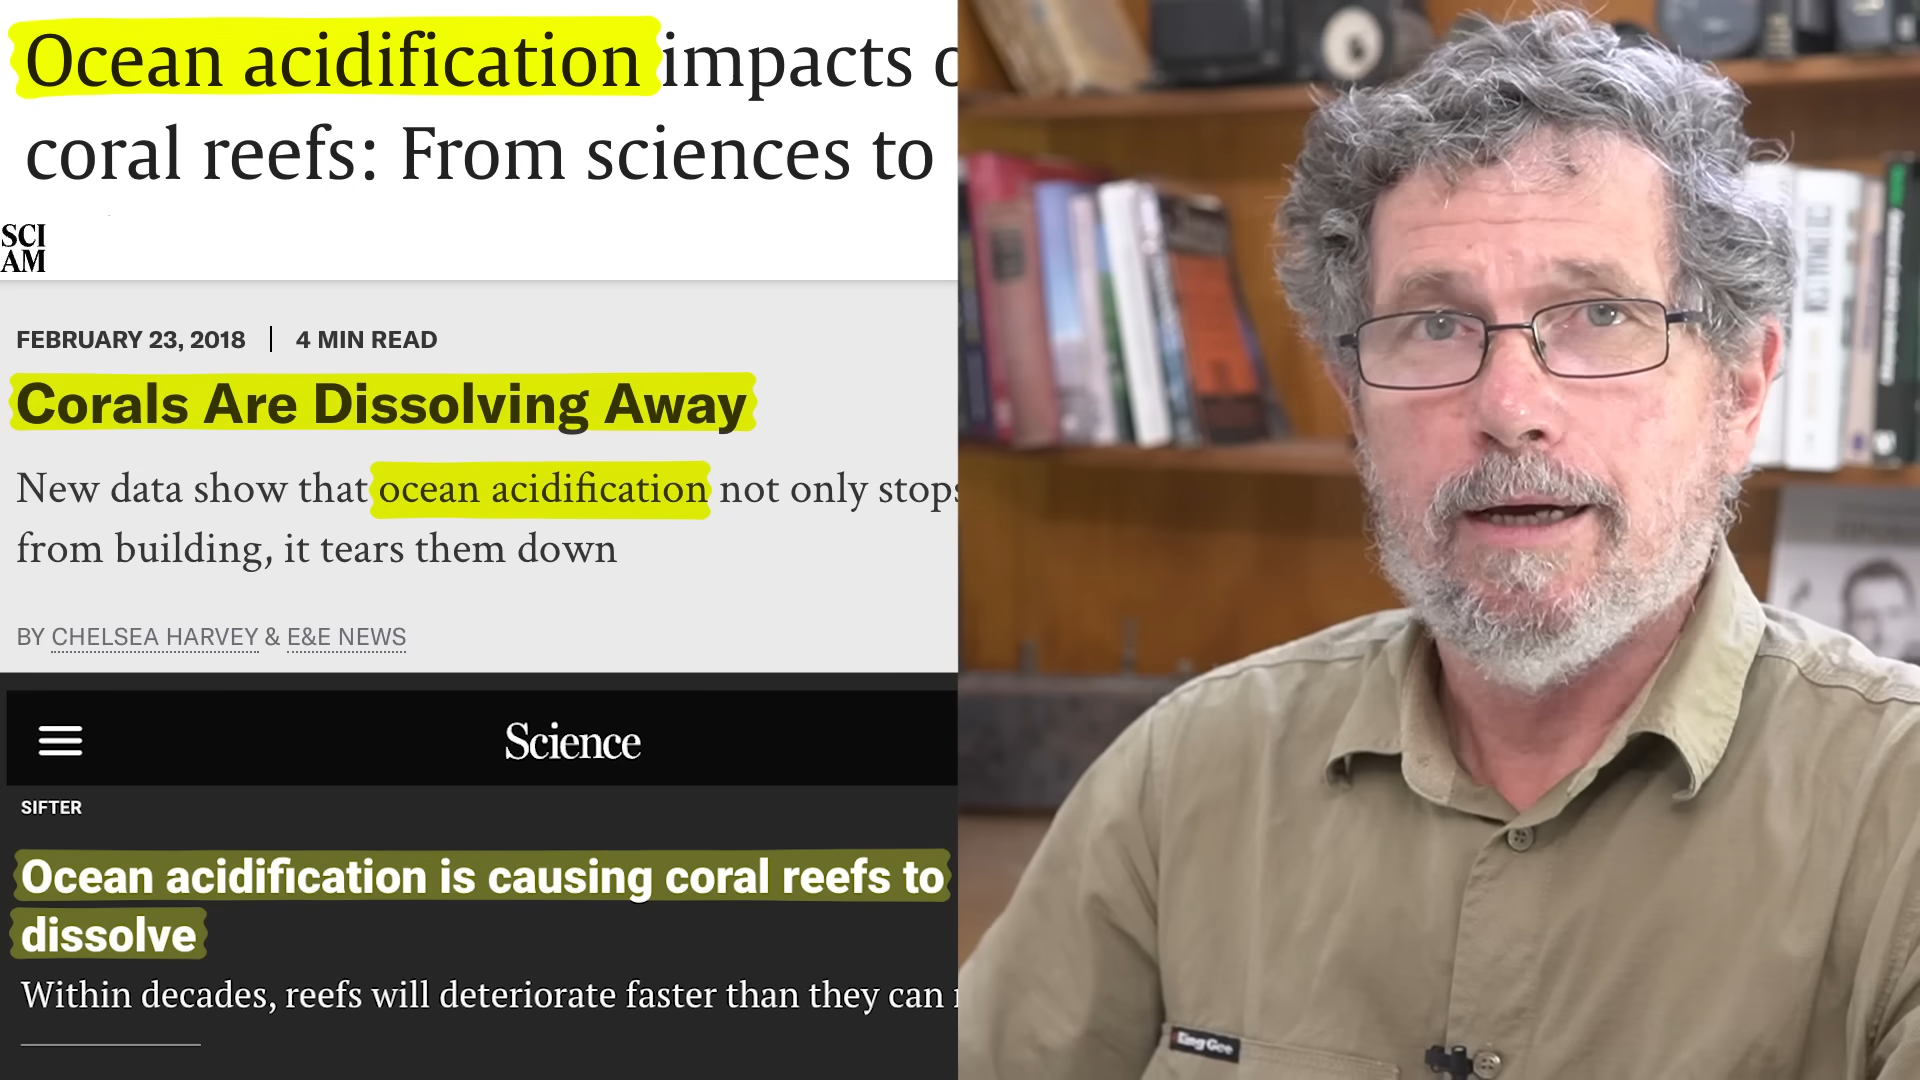 Ocean acidification impacts
coral reefs: From sciences to
SCI
AM
FEBRUARY 23, 2018 | 4 MIN READ
Corals Are Dissolving Away
New data show that ocean acidification not only stops
from building, it tears them down
BY CHELSEA HARVEY & E&E NEWS
Science
SIFTER
Ocean acidification is causing coral reefs to
dissolve
Within decades, reefs will deteriorate faster than they can
King Gee